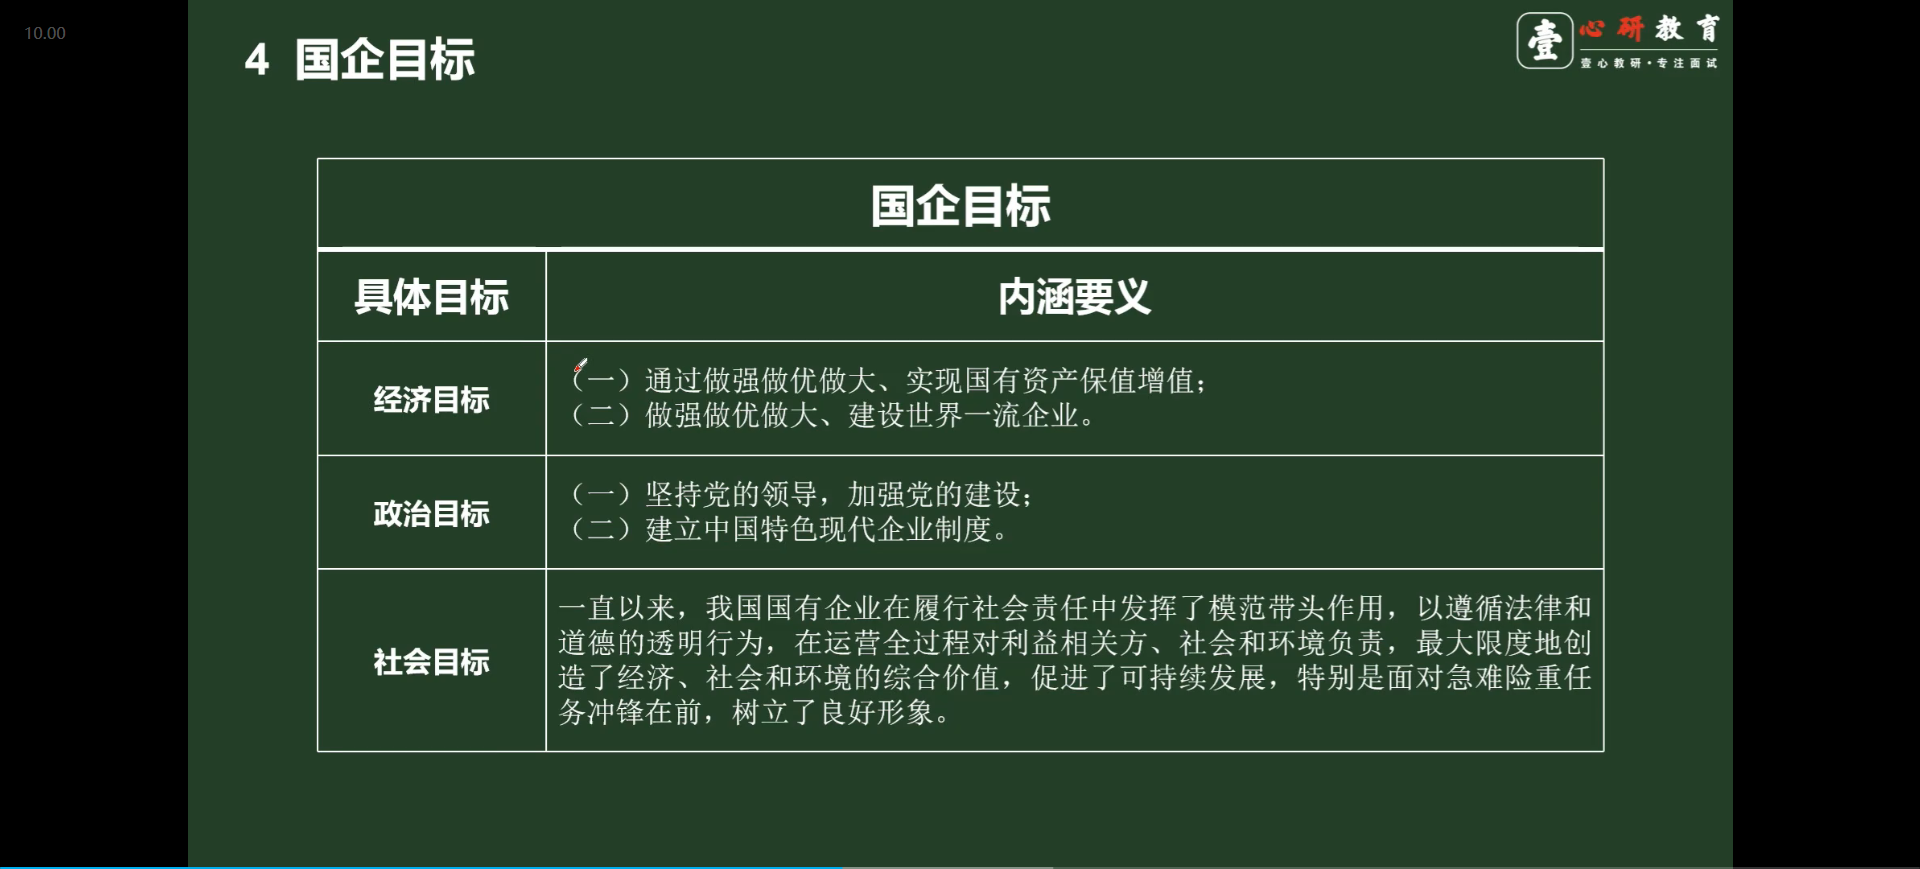 10.00
4 国企目标
壹 心研教育
壹心教研•专注面试
国企目标
具体目标 内涵要义
经济目标
（一）通过做强做优做大、实现国有资产保值增值；
（二）做强做优做大、建设世界一流企业。
政治目标
（一）坚持党的领导，加强党的建设；
（二）建立中国特色现代企业制度。
社会目标
一直以来，我国国有企业在履行社会责任中发挥了模范带头作用，以遵循法律和
道德的透明行为，在运营全过程对利益相关方、社会和环境负责，最大限度地创
造了经济、社会和环境的综合价值，促进了可持续发展，特别是面对急难险重任
务冲锋在前，树立了良好形象。